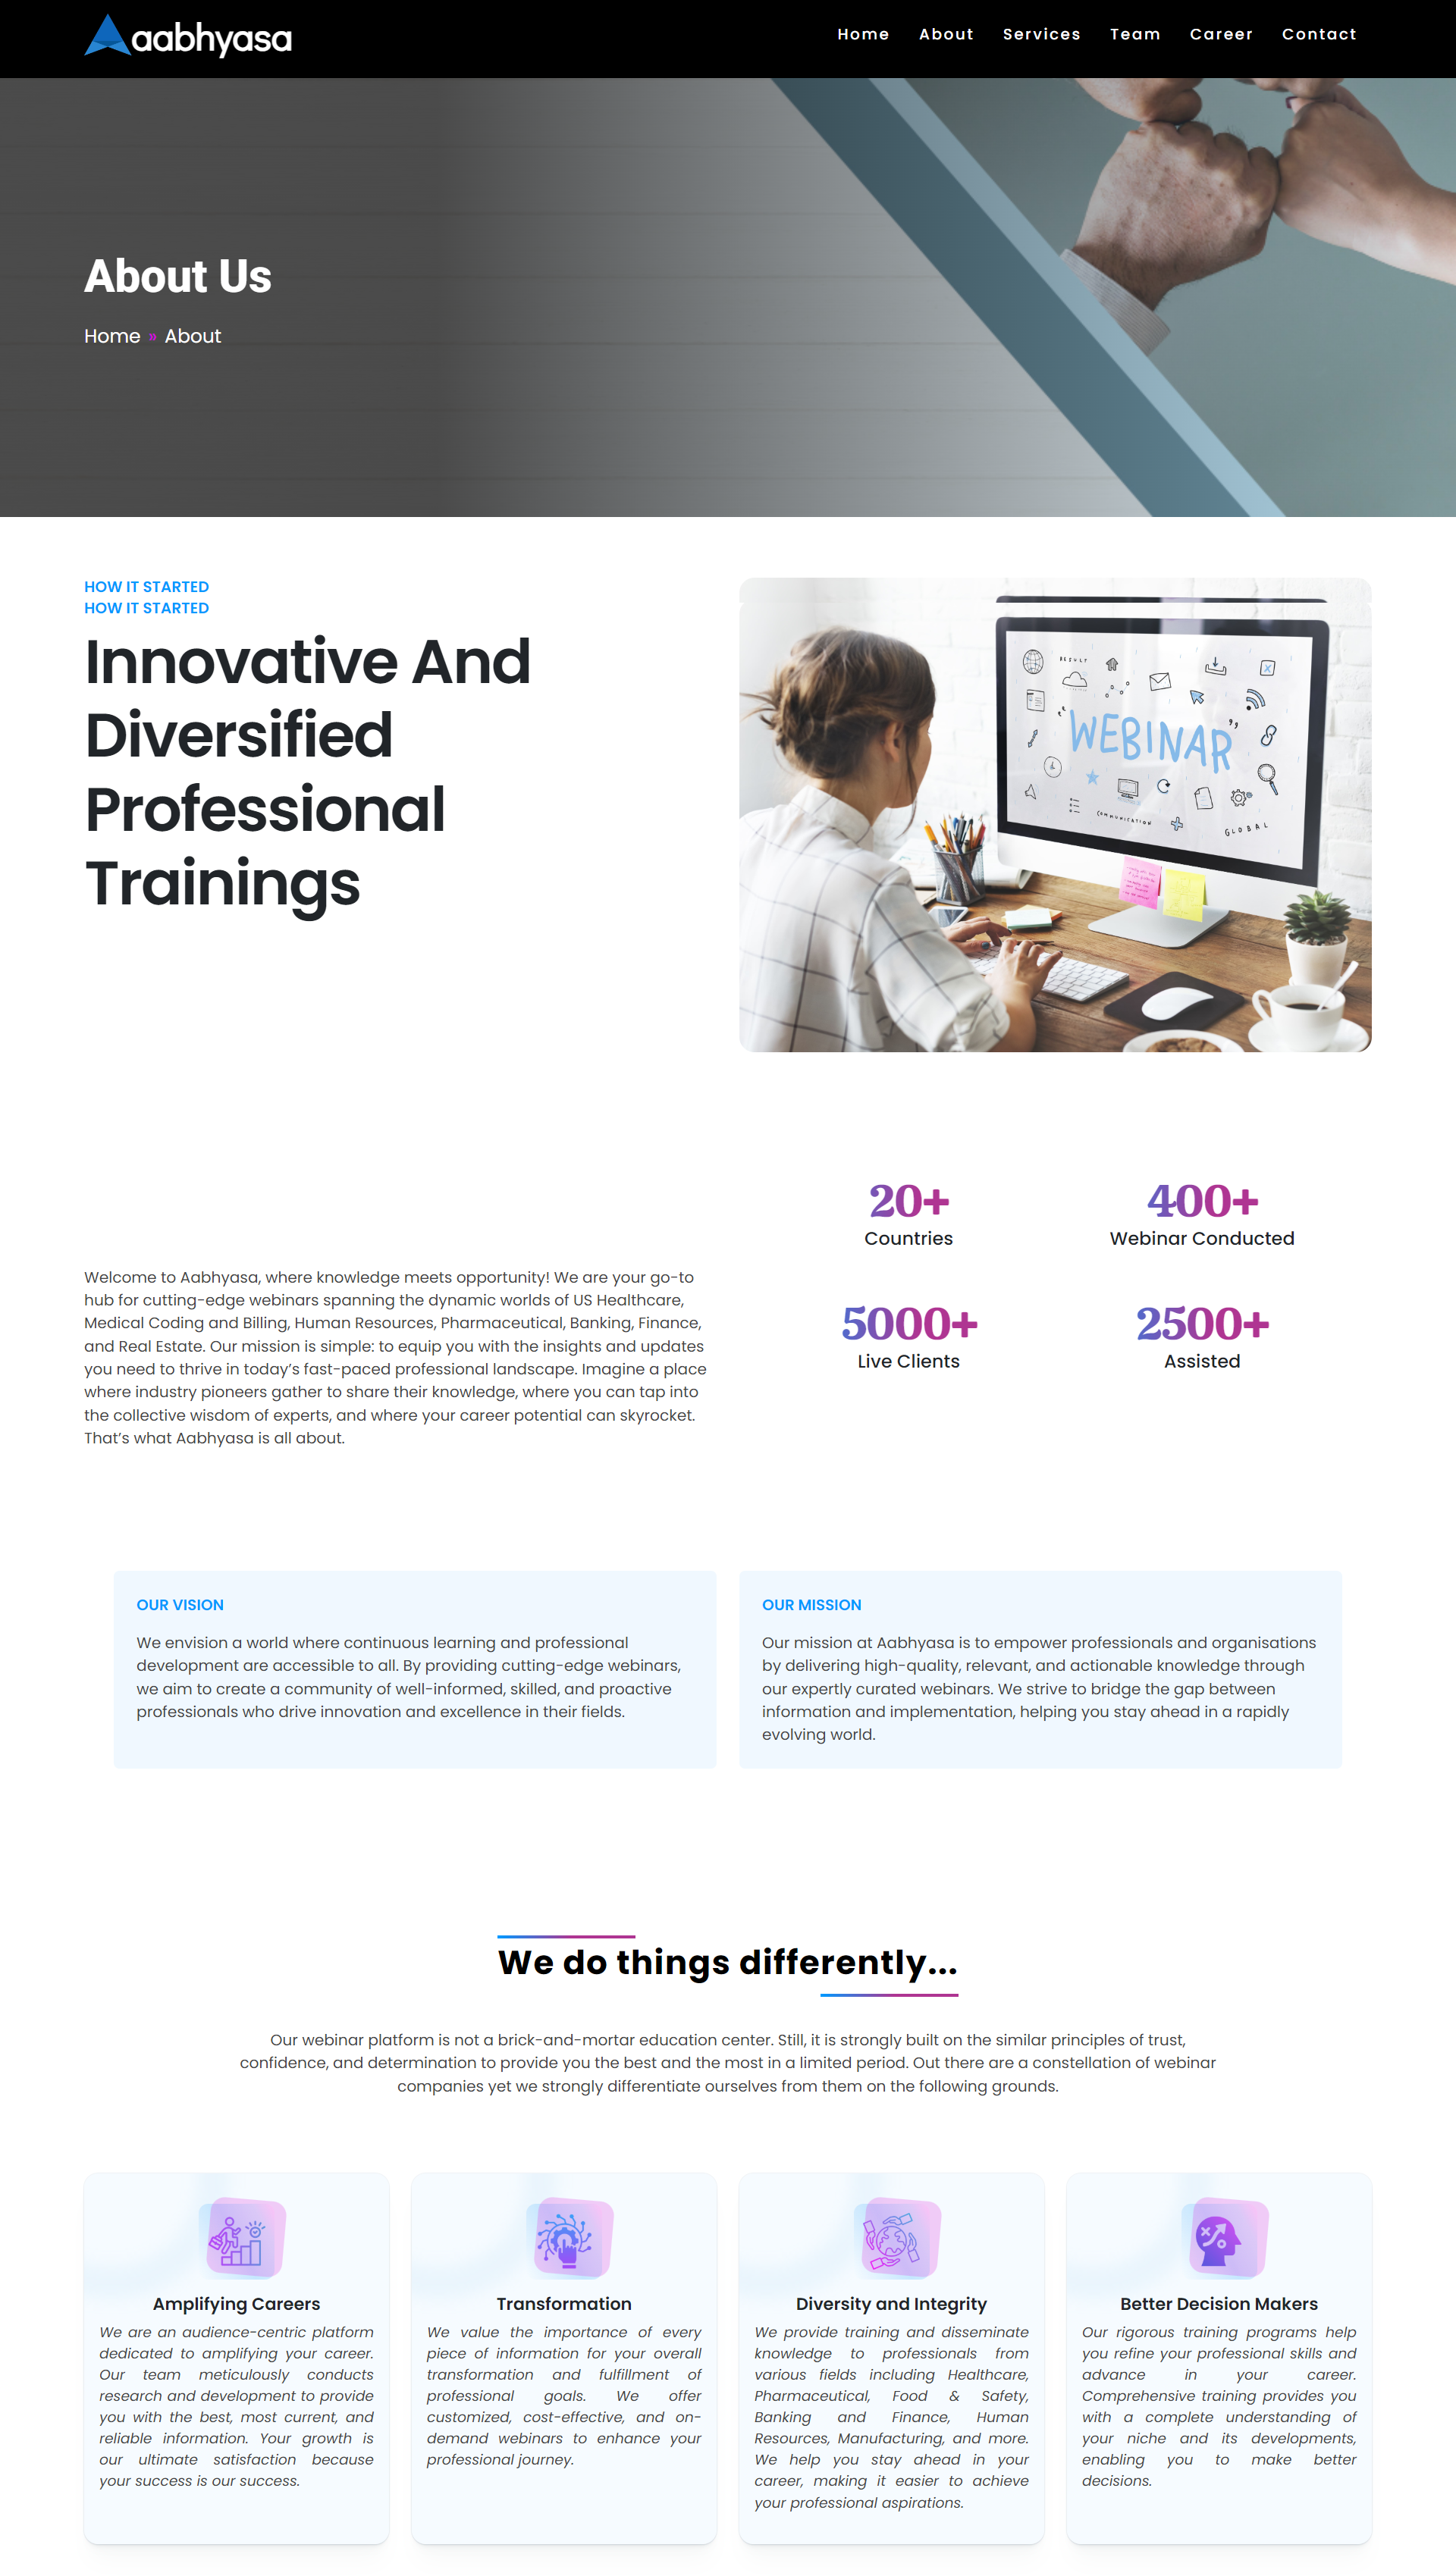 aabhyasa
Home About Services Team Career Contact
About Us
Home » About
HOW IT STARTED
HOW IT STARTED
Innovative And
Diversified
Professional
Trainings
RESULT
WEBINAR
COMMUNICATION
GLOBAL
20+
Countries
400+
Webinar Conducted
5000+
Live Clients
2500+
Assisted
Welcome to Aabhyasa, where knowledge meets opportunity! We are your go-to
hub for cutting-edge webinars spanning the dynamic worlds of US Healthcare,
Medical Coding and Billing, Human Resources, Pharmaceutical, Banking, Finance,
and Real Estate. Our mission is simple: to equip you with the insights and updates
you need to thrive in today’s fast-paced professional landscape. Imagine a place
where industry pioneers gather to share their knowledge, where you can tap into
the collective wisdom of experts, and where your career potential can skyrocket.
That’s what Aabhyasa is all about.
OUR VISION
We envision a world where continuous learning and professional
development are accessible to all. By providing cutting-edge webinars,
we aim to create a community of well-informed, skilled, and proactive
professionals who drive innovation and excellence in their fields.
OUR MISSION
Our mission at Aabhyasa is to empower professionals and organisations
by delivering high-quality, relevant, and actionable knowledge through
our expertly curated webinars. We strive to bridge the gap between
information and implementation, helping you stay ahead in a rapidly
evolving world.
We do things differently...
Our webinar platform is not a brick-and-mortar education center. Still, it is strongly built on the similar principles of trust,
confidence, and determination to provide you the best and the most in a limited period. Out there are a constellation of webinar
companies yet we strongly differentiate ourselves from them on the following grounds.
Amplifying Careers
We are an audience-centric platform
dedicated to amplifying your career.
Our team meticulously conducts
research and development to provide
you with the best, most current, and
reliable information. Your growth is
our ultimate satisfaction because
your success is our success.
Transformation
We value the importance of every
piece of information for your overall
transformation and fulfillment of
professional goals. We offer
customized, cost-effective, and on-
demand webinars to enhance your
professional journey.
Diversity and Integrity
We provide training and disseminate
knowledge to professionals from
various fields including Healthcare,
Pharmaceutical, Food & Safety,
Banking and Finance, Human
Resources, Manufacturing, and more.
We help you stay ahead in your
career, making it easier to achieve
your professional aspirations.
Better Decision Makers
Our rigorous training programs help
you refine your professional skills and
advance in your career.
Comprehensive training provides you
with a complete understanding of
your niche and its developments,
enabling you to make better
decisions.